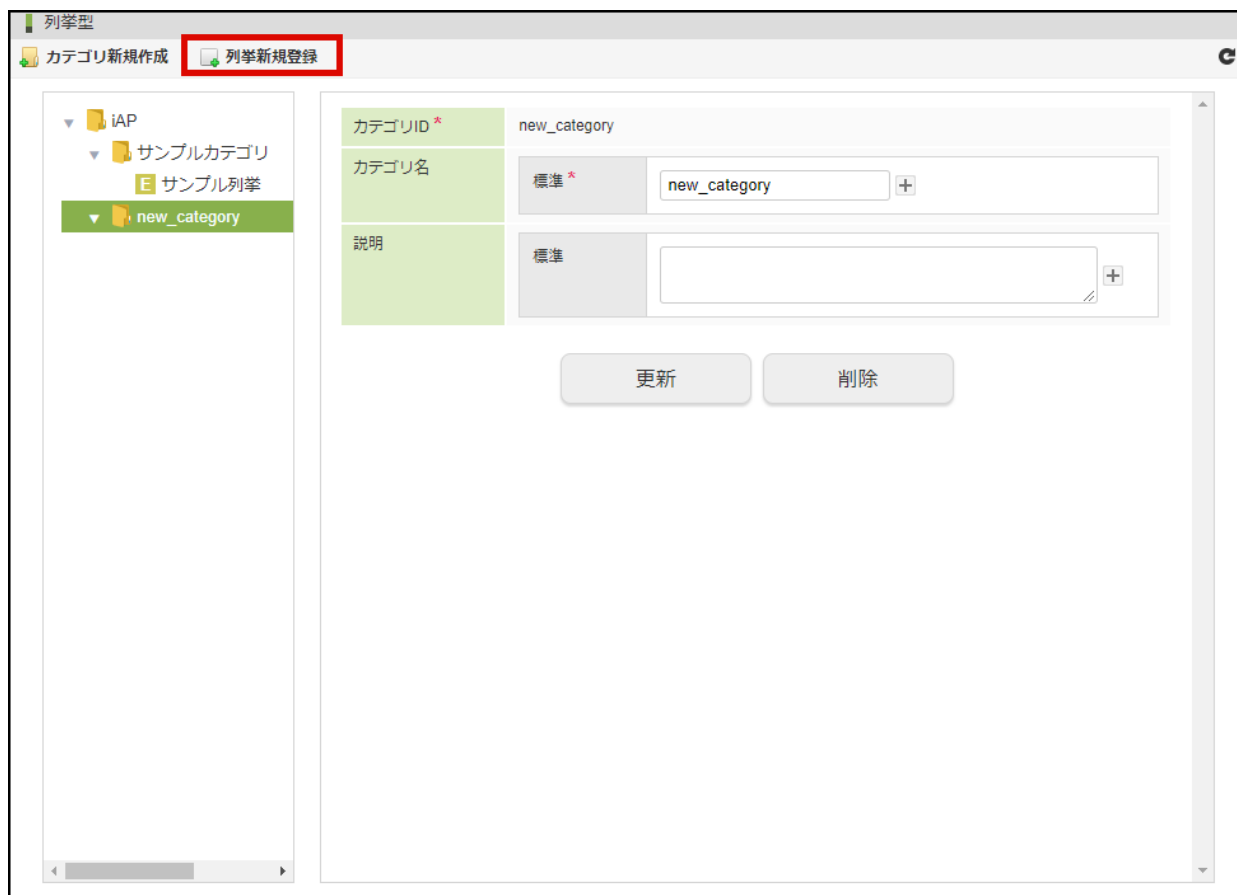 列挙型
カテゴリ新規作成 列挙新規登録
iAP
サンプルカテゴリ
E サンプル列挙
new_category
カテゴリID * new_category
カテゴリ名 標準 * new_category
説明 標準
更新 削除